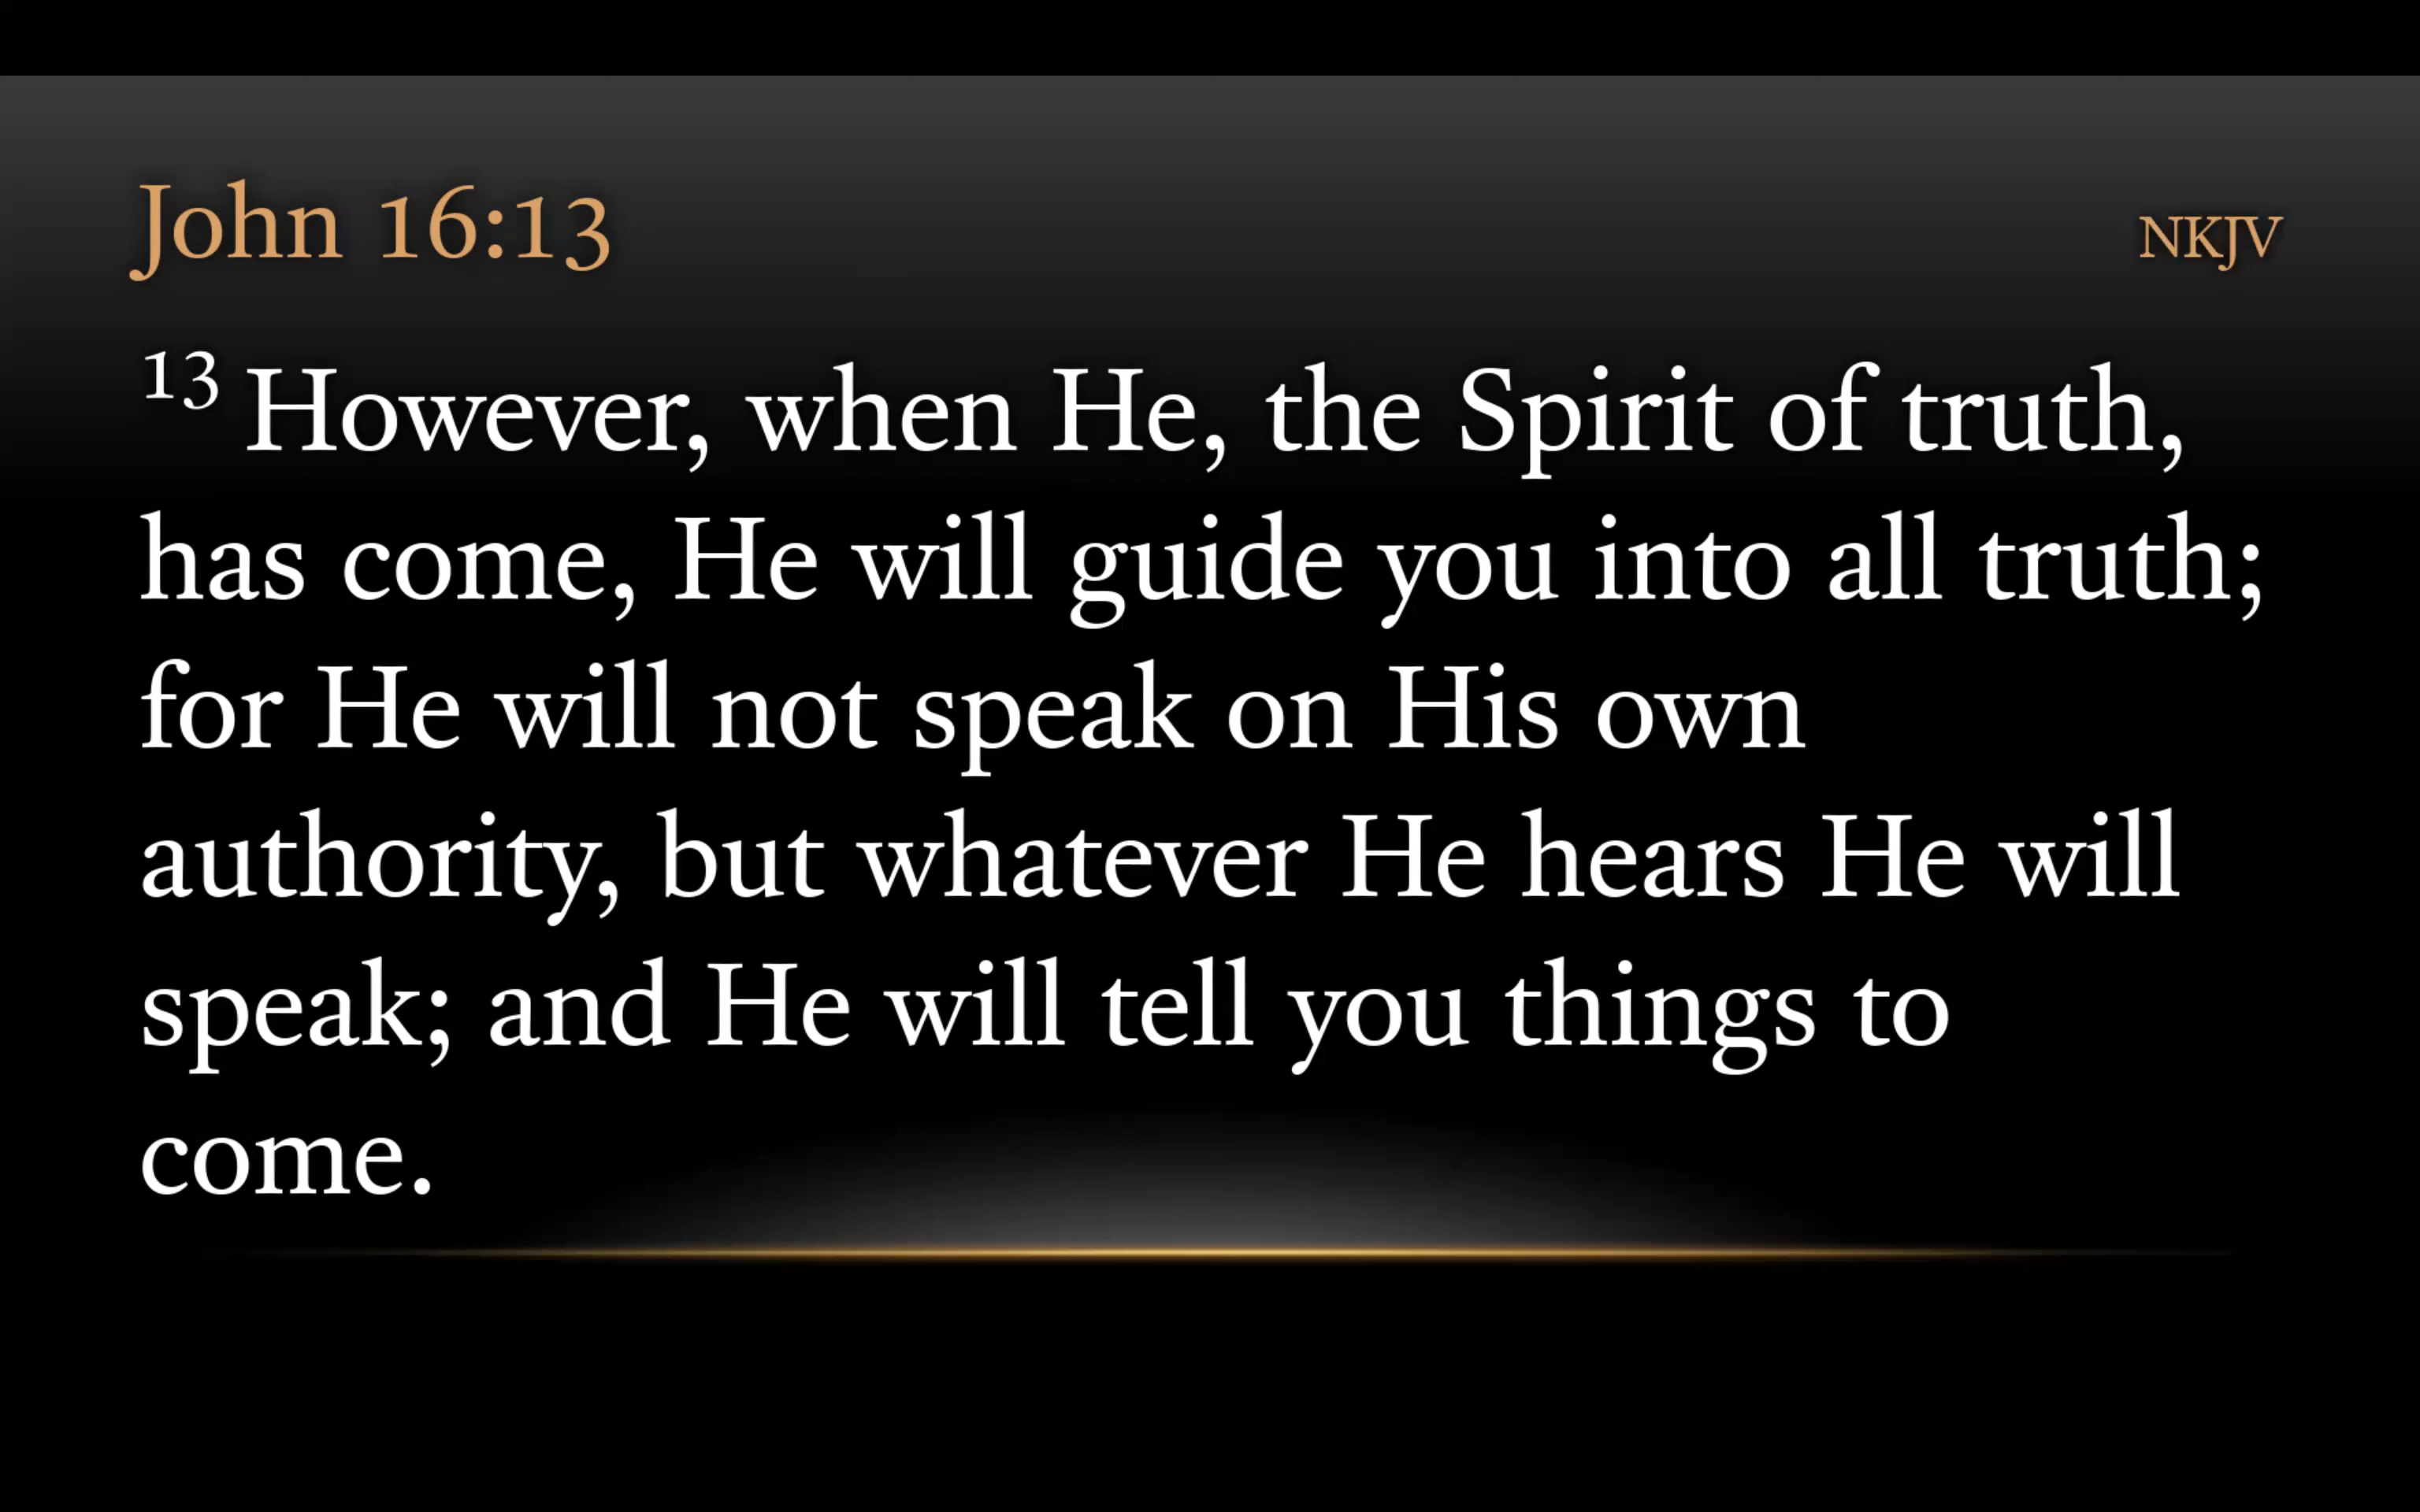 John 16:13
NKJV
13 However, when He, the Spirit of truth,
has come, He will guide you into all truth;
for He will not speak on His own
authority, but whatever He hears He will
speak; and He will tell you things to
come.